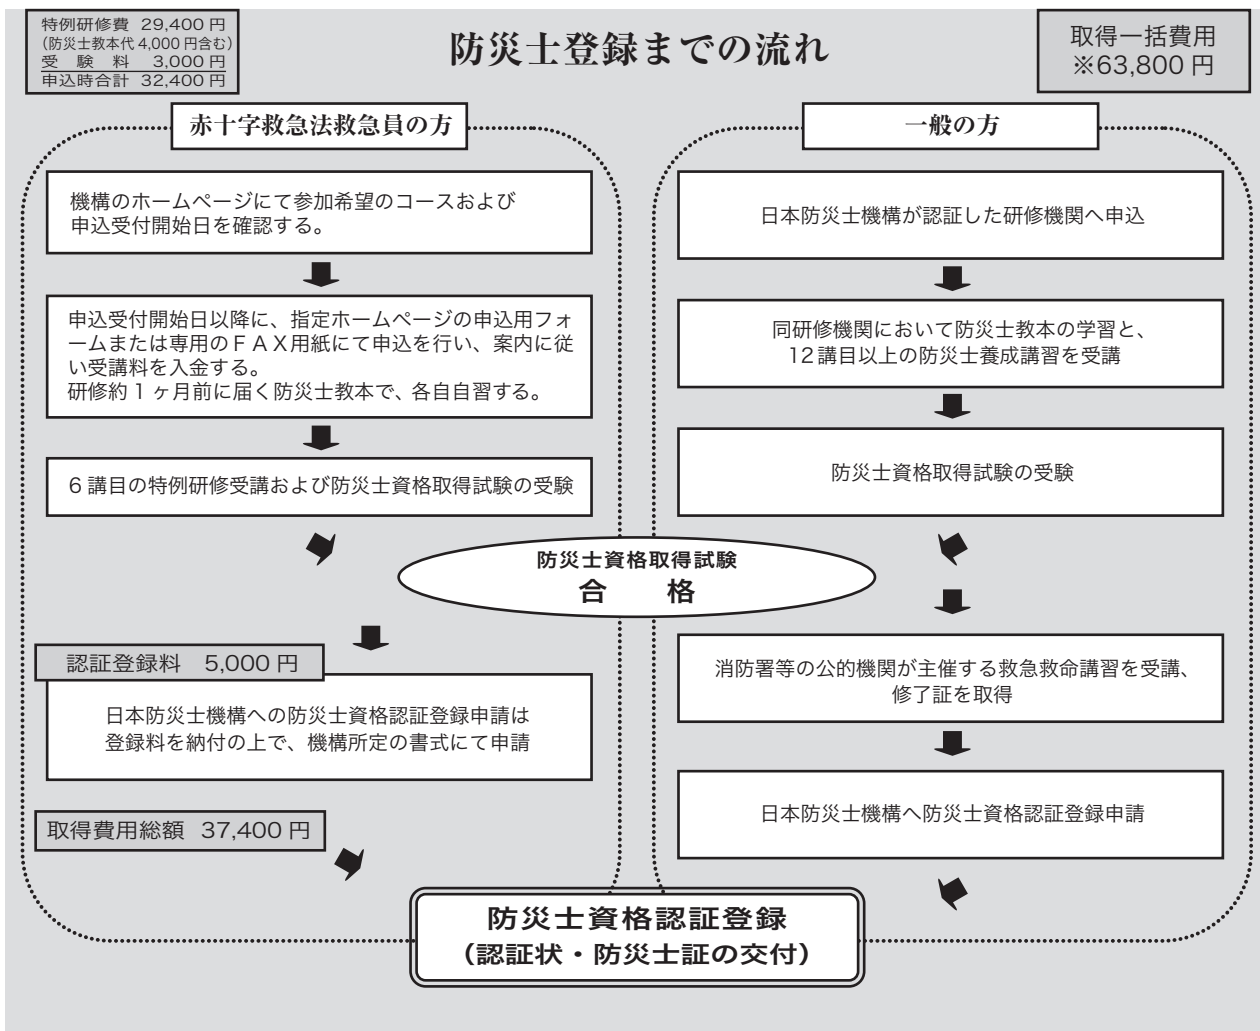 防災士登録までの流れ
特例研修費 29,400 円
(防災士教本代 4,000 円含む)
受験料 3,000 円
申込時合計 32,400 円
取得一括費用
※63,800 円
赤十字救急法救急員の方
機構のホームページにて参加希望のコースおよび
申込受付開始日を確認する。
申込受付開始日以降に、指定ホームページの申込用フォ
ームまたは専用のＦＡＸ用紙にて申込を行い、案内に従
い受講料を入金する。
研修約１ヶ月前に届く防災士教本で、各自自習する。
6 講目の特例研修受講および防災士資格取得試験の受験
一般の方
日本防災士機構が認証した研修機関へ申込
同研修機関において防災士教本の学習と、
12講目以上の防災士養成講習を受講
防災士資格取得試験の受験
防災士資格取得試験
合格
認証登録料 5,000 円
日本防災士機構への防災士資格認証登録申請は
登録料を納付の上で、機構所定の書式にて申請
取得費用総額 37,400 円
消防署等の公的機関が主催する救急救命講習を受講、
修了証を取得
日本防災士機構へ防災士資格認証登録申請
防災士資格認証登録
(認証状・防災士証の交付)